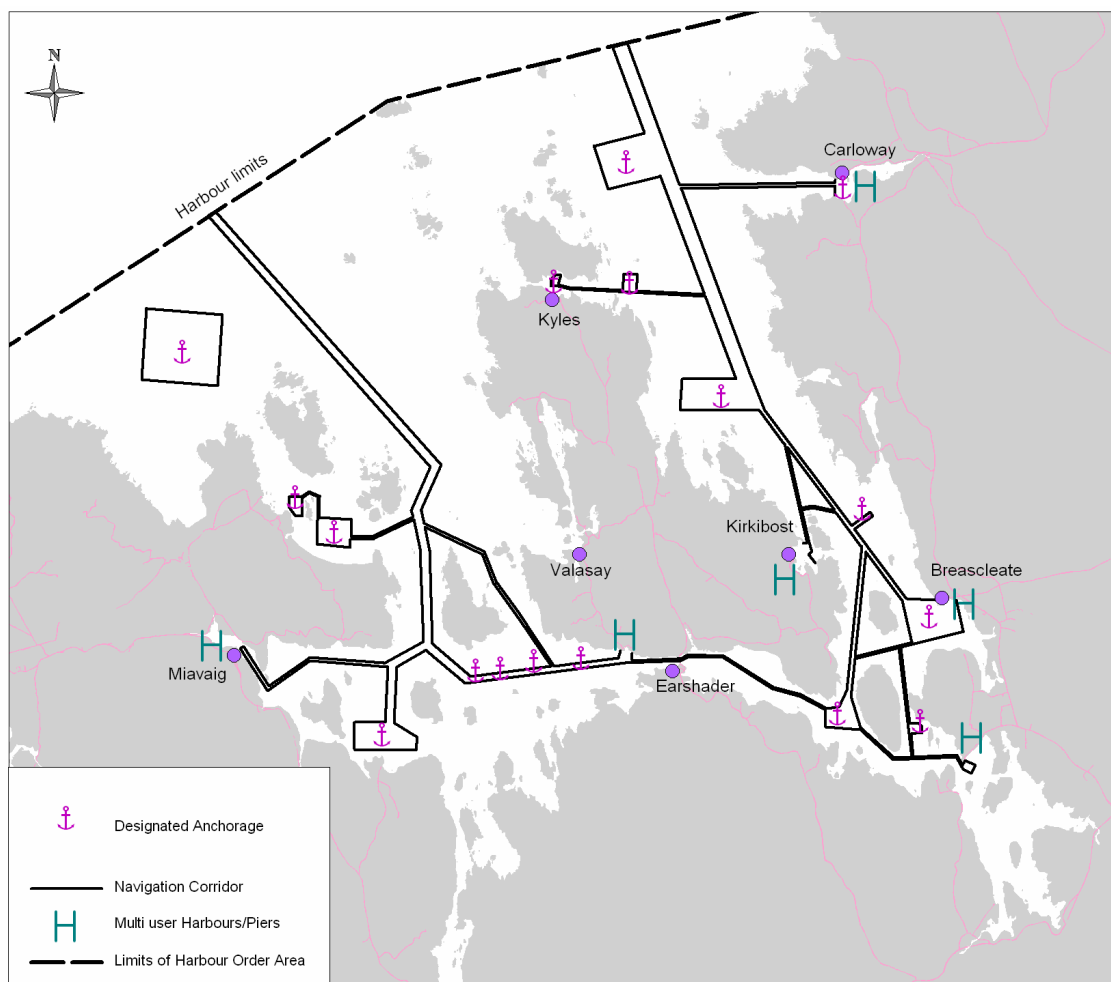 N
Harbour limits
Carloway
Kyles
Kirkibost
Valasay
Breascleate
Miavaig
Earshader
Designated Anchorage
Navigation Corridor
Multi user Harbours/Piers
Limits of Harbour Order Area